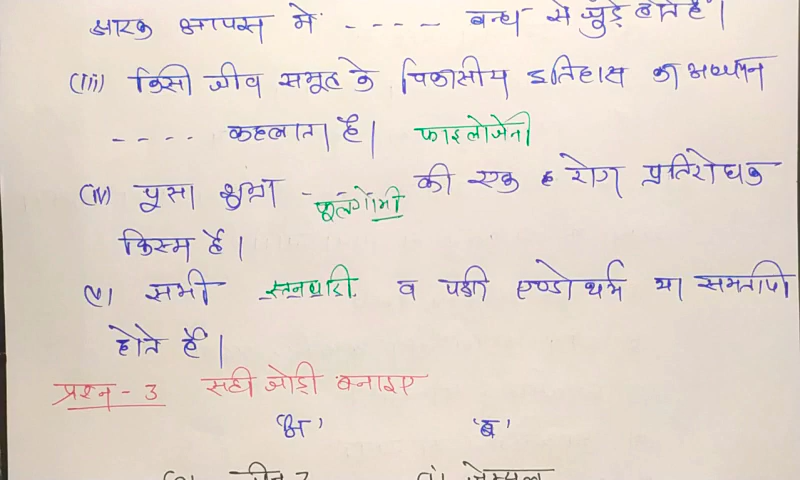 क्षारक आपस में ---- बन्ध से जुड़े होते हैं।
(iii) किसी जीव समूह के विकासीय इतिहास का अध्ययन
---- कहलाता है। फाइलोजेनी
(iv) पूसा शुभ्रा - फूलगोभी की एक रोग प्रतिरोधक
किस्म है।
(v) सभी स्तनधारी व पक्षी एण्डोथर्म या समतापी
होते हैं।
प्रश्न - 3 सही जोड़ी बनाइए
'अ' 'ब'